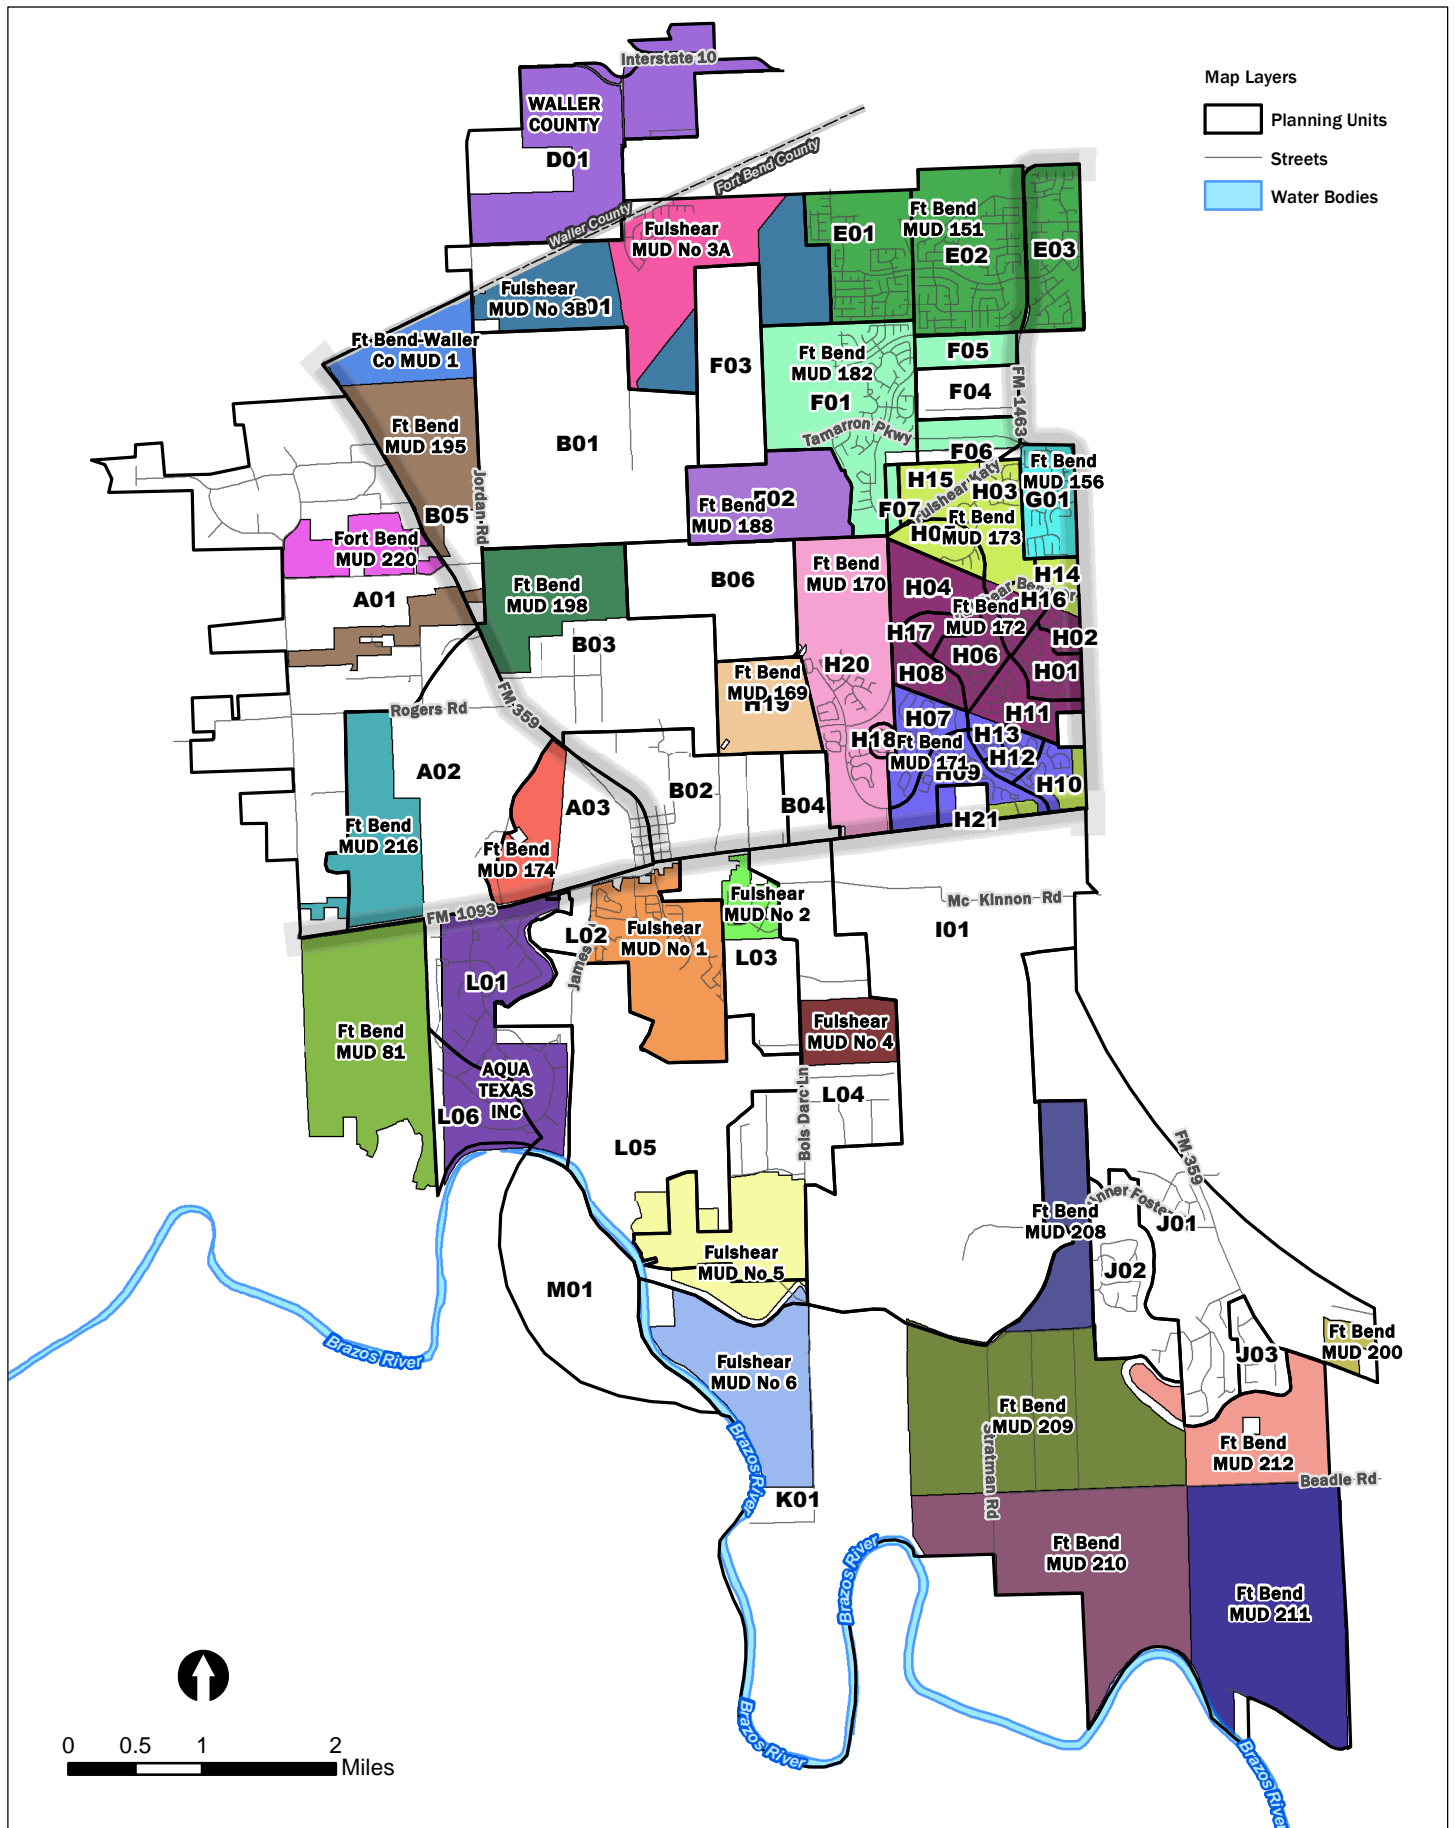 Interstate 10
Map Layers
Planning Units
Streets
Water Bodies
WALLER
COUNTY
D01
Fort Bend County
Waller County
Fulshear
MUD No 3A
Ft Bend
MUD 151
E01
E02
E03
Fulshear
MUD No 3B
Ft Bend-Waller
Co MUD 1
Ft Bend
MUD 182
F01
F03
F05
F04
FM 1463
Tamarron Pkwy
F06
Ft Bend
MUD 195
B01
Jordan Rd
B05
Ft Bend
MUD 156
G01
H15
H03
Fulshear Katy
F02
Ft Bend
MUD 188
F07
Ft Bend
MUD 173
Fort Bend
MUD 220
A01
Ft Bend
MUD 198
B06
Ft Bend
MUD 170
H14
H04
H16
Ft Bend
MUD 172
H17
H02
B03
H06
H20
H08
H01
Ft Bend
MUD 169
H19
Rogers Rd
FM 359
H07
H11
H13
H18
Ft Bend
MUD 171
H09
H12
H10
A02
A03
B02
B04
H21
Ft Bend
MUD 216
Ft Bend
MUD 174
FM 1093
Fulshear
MUD No 2
Mc Kinnon Rd
I01
L02
James
Fulshear
MUD No 1
L03
L01
Ft Bend
MUD 81
Fulshear
MUD No 4
AQUA
TEXAS
INC
L06
L04
Bois Darc Ln
L05
FM 359
Ft Bend
MUD 208
J01
J02
Fulshear
MUD No 5
M01
Brazos River
Fulshear
MUD No 6
Ft Bend
MUD 200
J03
Ft Bend
MUD 209
Stratman Rd
Ft Bend
MUD 212
Beadle Rd
Brazos River
K01
Ft Bend
MUD 210
Brazos River
Ft Bend
MUD 211
Brazos River
Brazos River
0 0.5 1 2
Miles